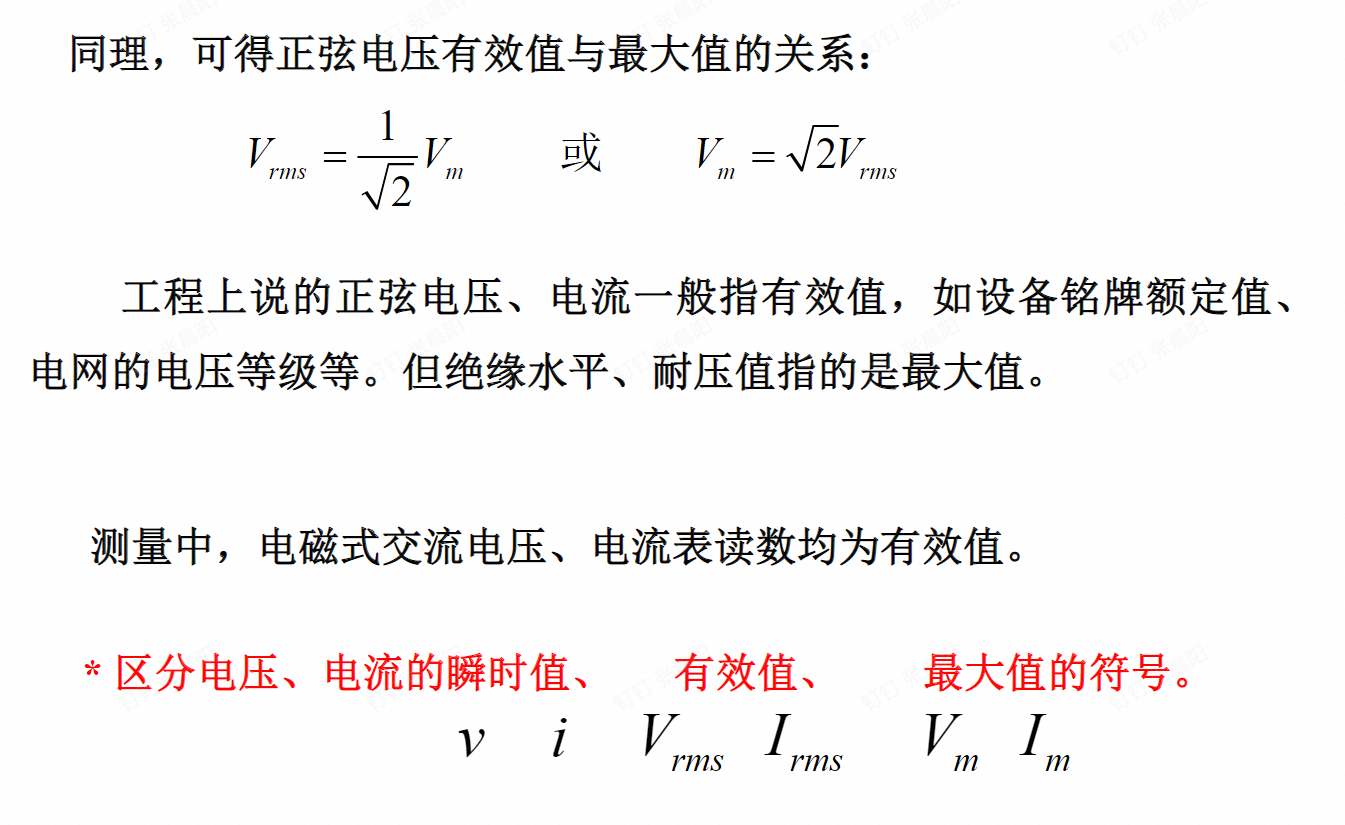 同理，可得正弦电压有效值与最大值的关系：
V_{rms} = \frac{1}{\sqrt{2}} V_m 或 V_m = \sqrt{2} V_{rms}
工程上说的正弦电压、电流一般指有效值，如设备铭牌额定值、
电网的电压等级等。但绝缘水平、耐压值指的是最大值。
测量中，电磁式交流电压、电流表读数均为有效值。
* 区分电压、电流的瞬时值、 有效值、 最大值的符号。
v i V_{rms} I_{rms} V_m I_m
钉钉 张晨阳